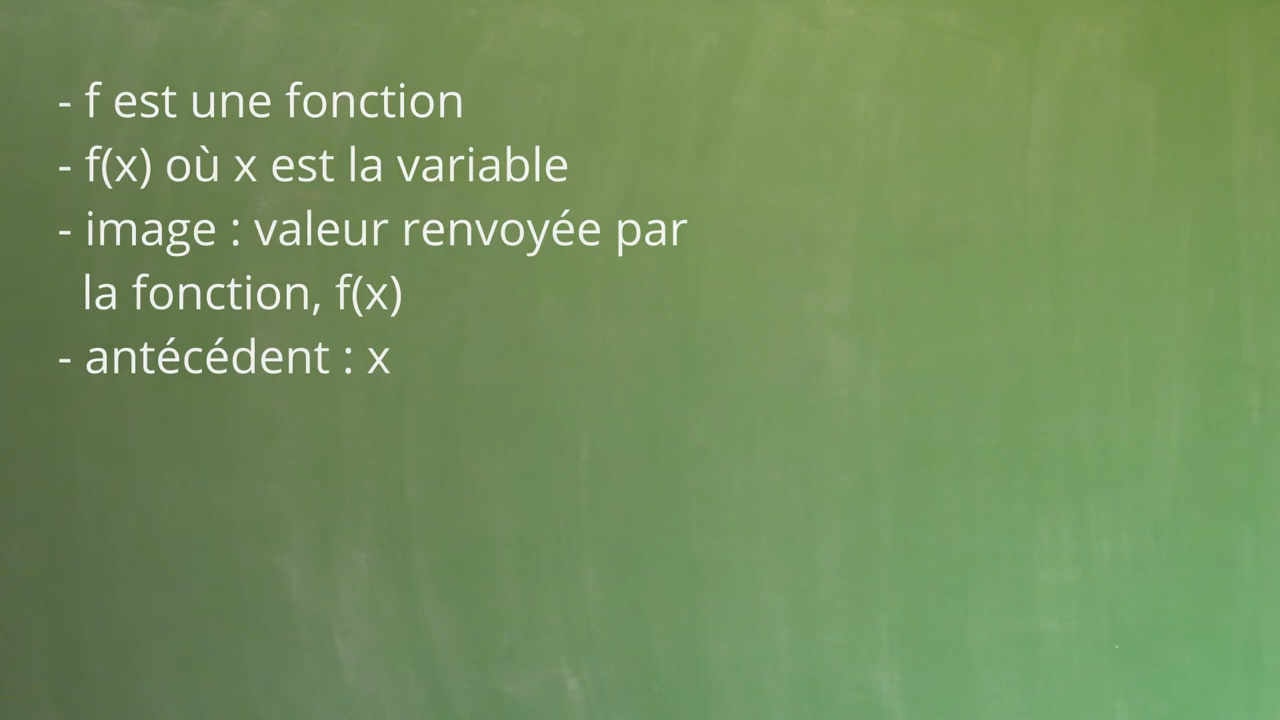 - f est une fonction
- f(x) où x est la variable
- image : valeur renvoyée par
la fonction, f(x)
- antécédent : x